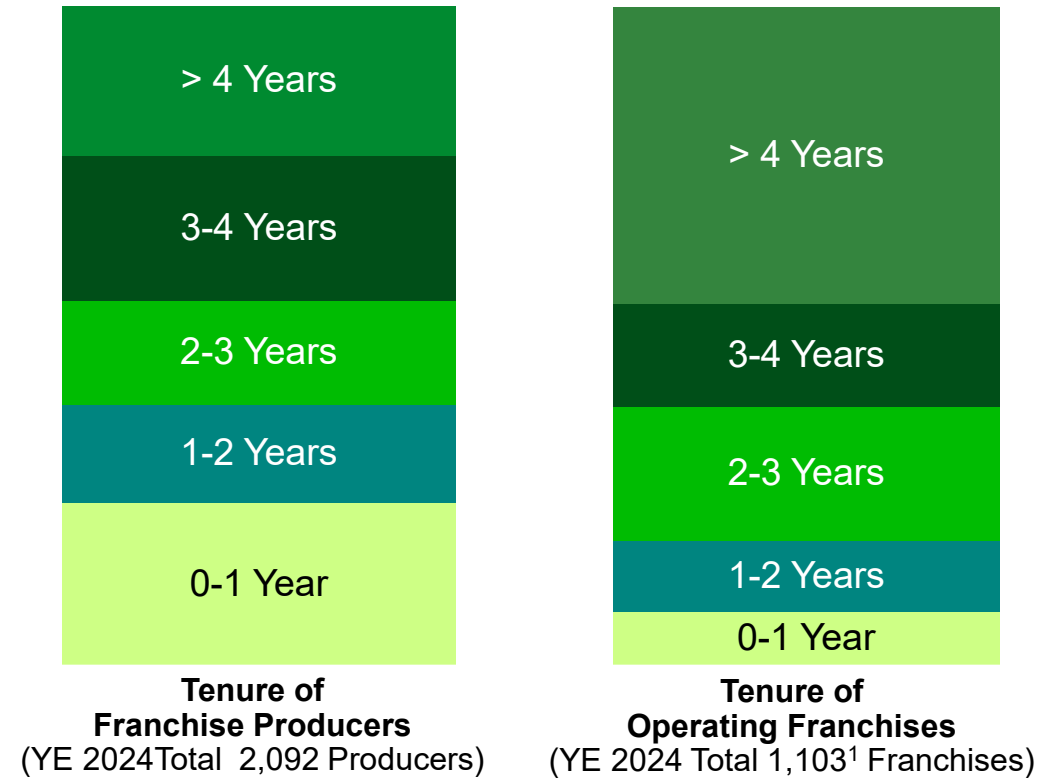 > 4 Years
3-4 Years
2-3 Years
1-2 Years
0-1 Year
Tenure of
Franchise Producers
(YE 2024Total  2,092 Producers)
> 4 Years
3-4 Years
2-3 Years
1-2 Years
0-1 Year
Tenure of
Operating Franchises
(YE 2024 Total 1,103¹ Franchises)